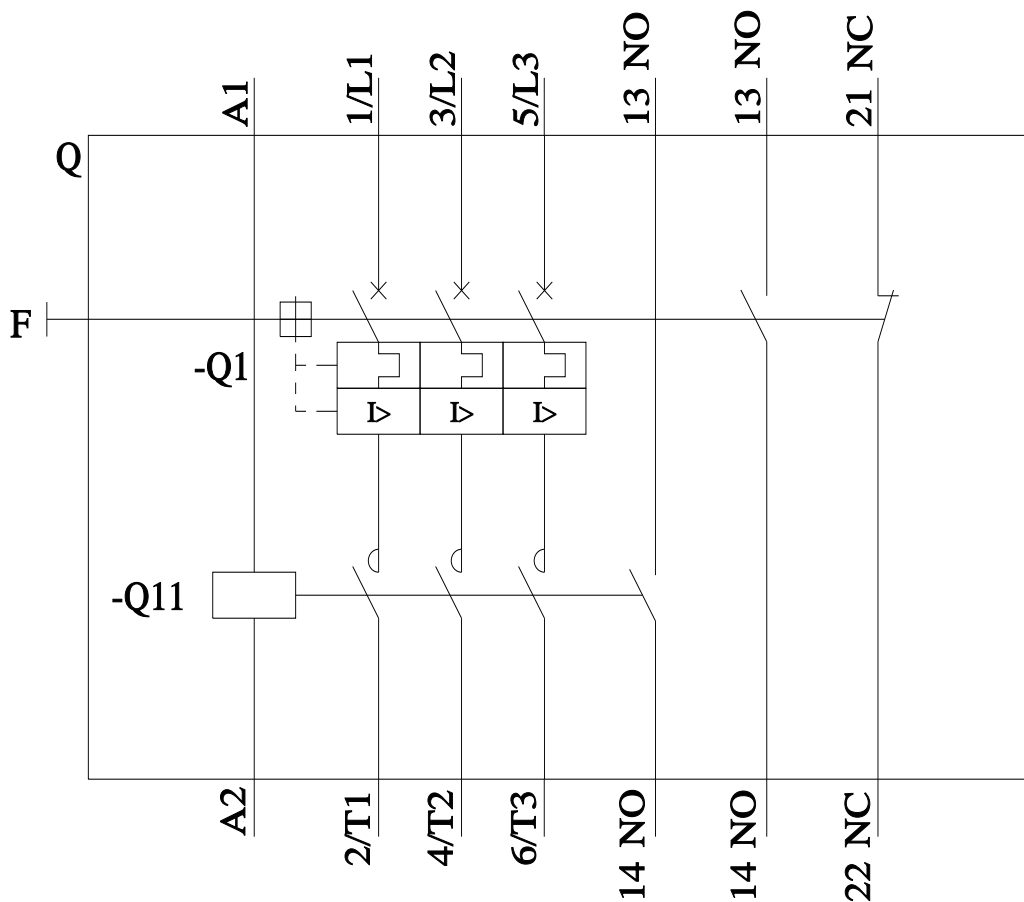 A1
1/L1
3/L2
5/L3
13 NO
13 NO
21 NC
Q
F
-Q1
I>
I>
I>
-Q11
A2
2/T1
4/T2
6/T3
14 NO
14 NO
22 NC